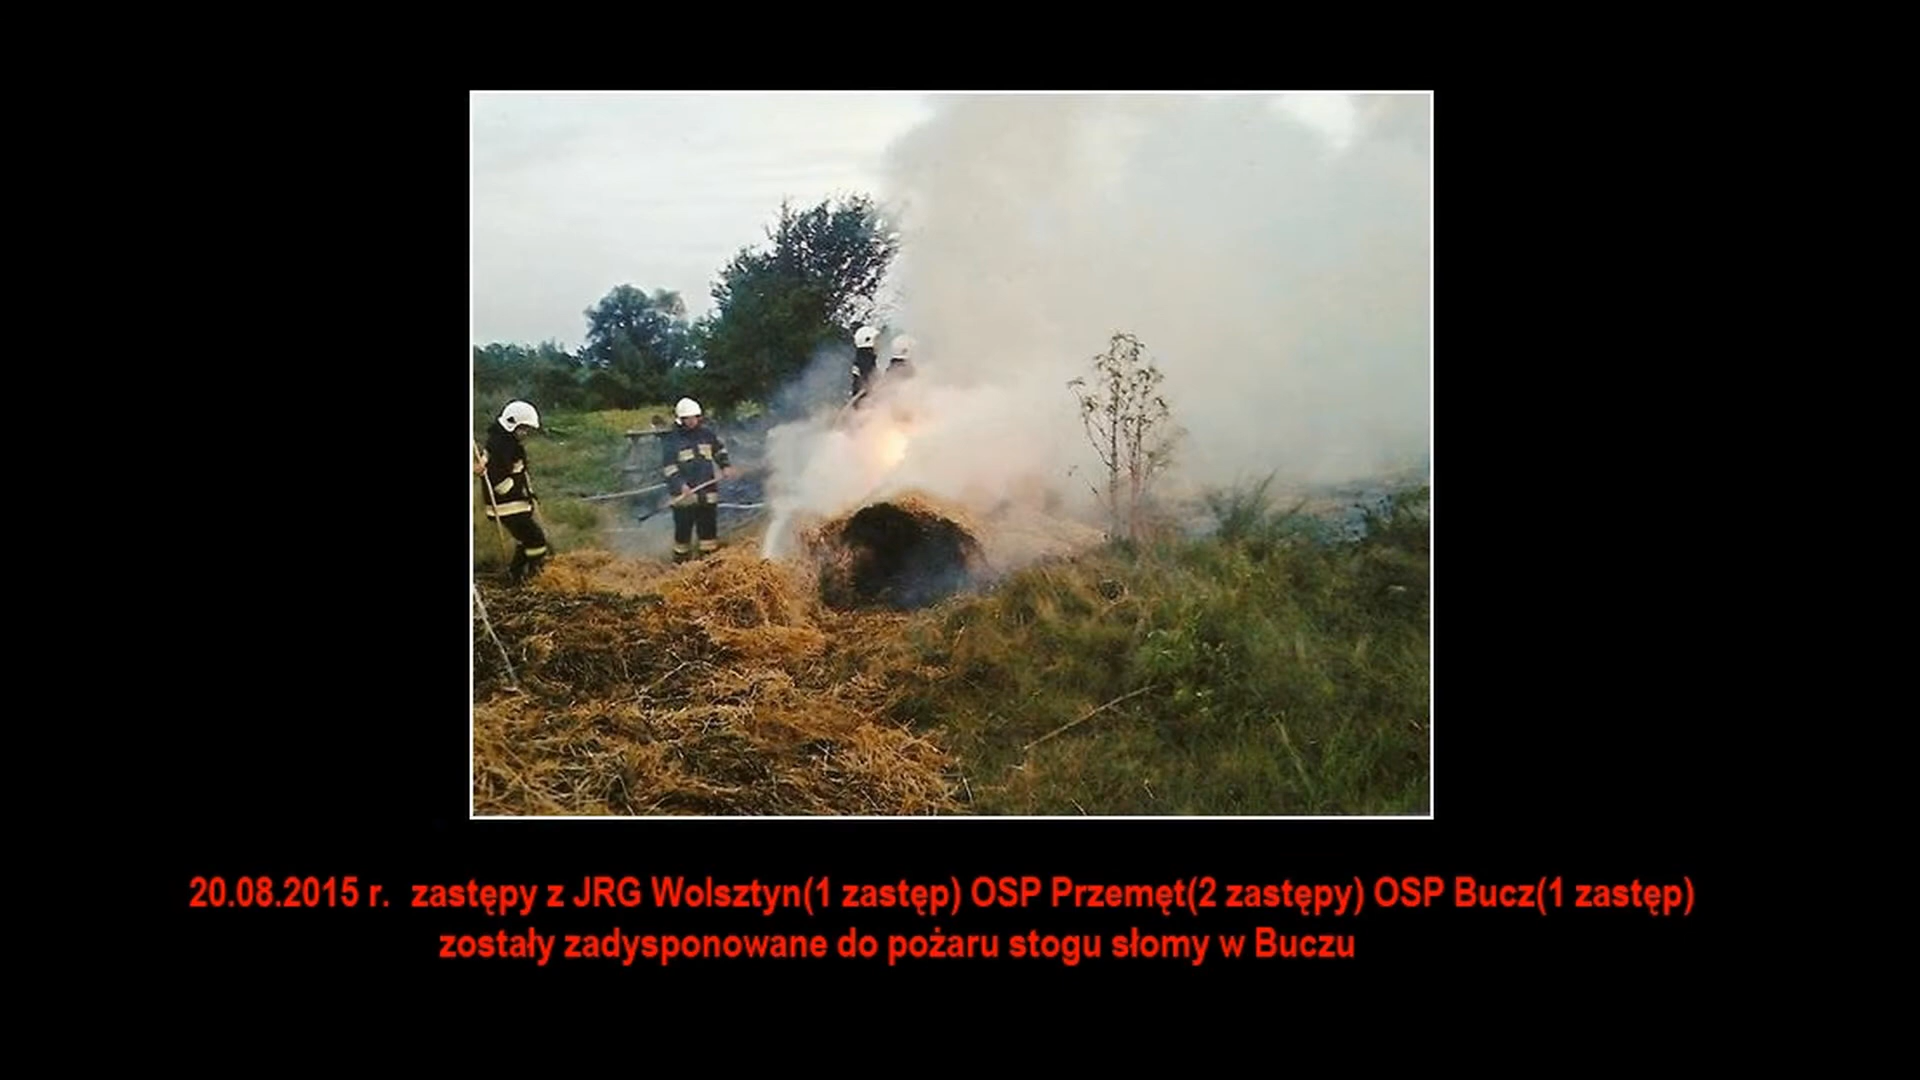 20.08.2015 r.  zastępy z JRG Wolsztyn(1 zastęp) OSP Przemęt(2 zastępy) OSP Bucz(1 zastęp)
zostały zadysponowane do pożaru stogu słomy w Buczu